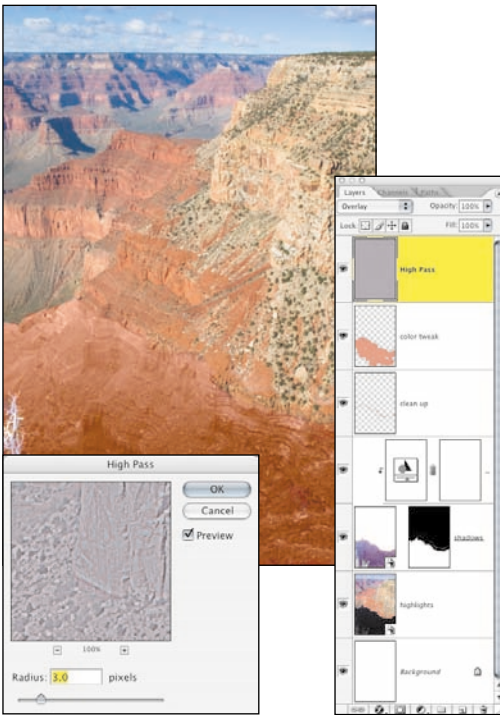 Layers Channels Paths
Overlay Opacity: 100%
Lock: Fill: 100%
High Pass
color tweak
clean up
shadows
highlights
Background
High Pass
OK
Cancel
Preview
100%
Radius: 3.0 pixels